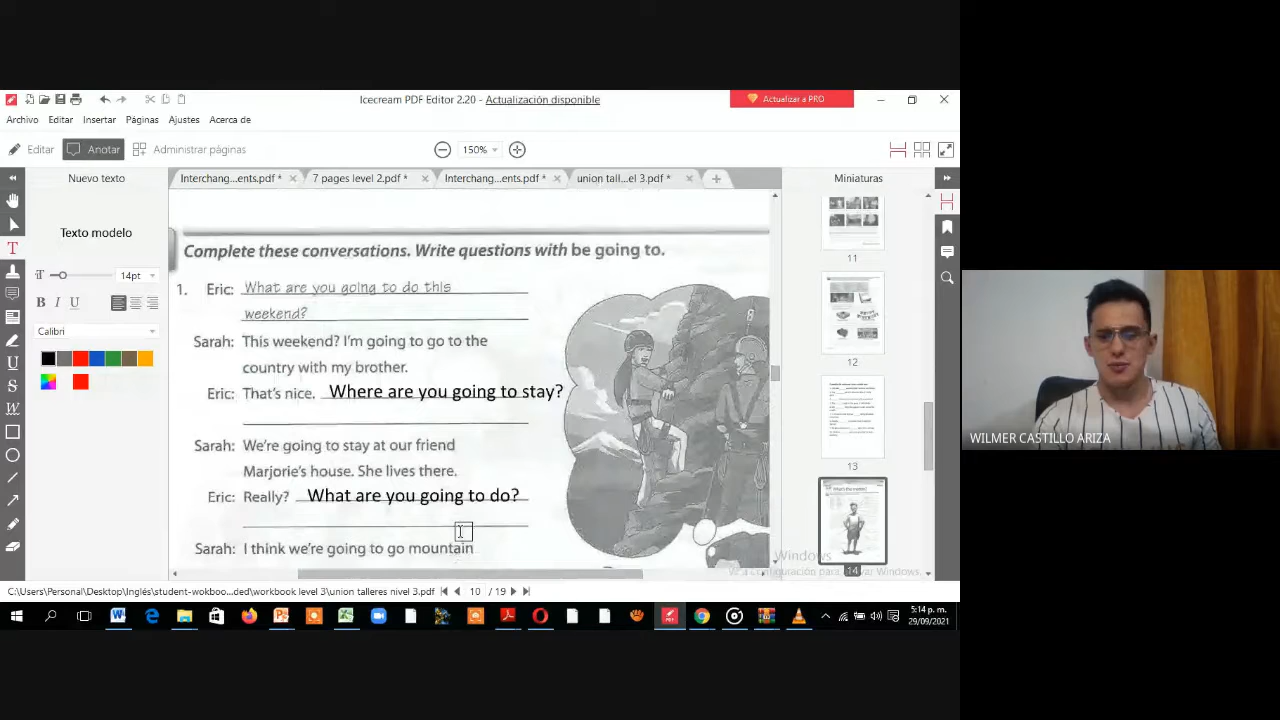 Icecream PDF Editor 2.20 - Actualización disponible
Actualizar a PRO
Archivo Editar Insertar Páginas Ajustes Acerca de
Editar Anotar Administrar páginas 150%
Nuevo texto
Interchang...ents.pdf * 7 pages level 2.pdf * Interchang...ents.pdf * union tall...el 3.pdf *
Miniaturas
Texto modelo
14pt
B I U
Calibri
Complete these conversations. Write questions with be going to.
1. Eric: What are you going to do this
weekend?
Sarah: This weekend? I'm going to go to the
country with my brother.
Eric: That's nice. Where are you going to stay?
Sarah: We're going to stay at our friend
Marjorie's house. She lives there.
Eric: Really? What are you going to do?
Sarah: I think we're going to go mountain
11
12
13
14
WILMER CASTILLO ARIZA
C:\Users\Personal\Desktop\Inglés\student-wokboo...ded\workbook level 3\union talleres nivel 3.pdf 10 / 19
5:14 p. m.
29/09/2021